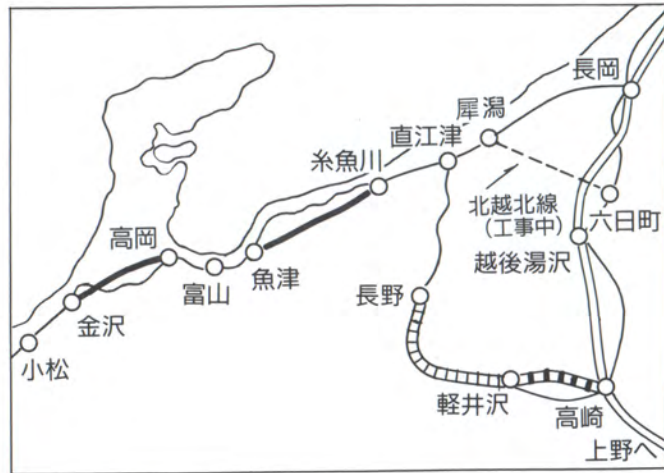 長岡
犀潟
直江津
糸魚川
北越北線
(工事中)
六日町
越後湯沢
高岡
富山
魚津
長野
金沢
小松
軽井沢
高崎
上野へ